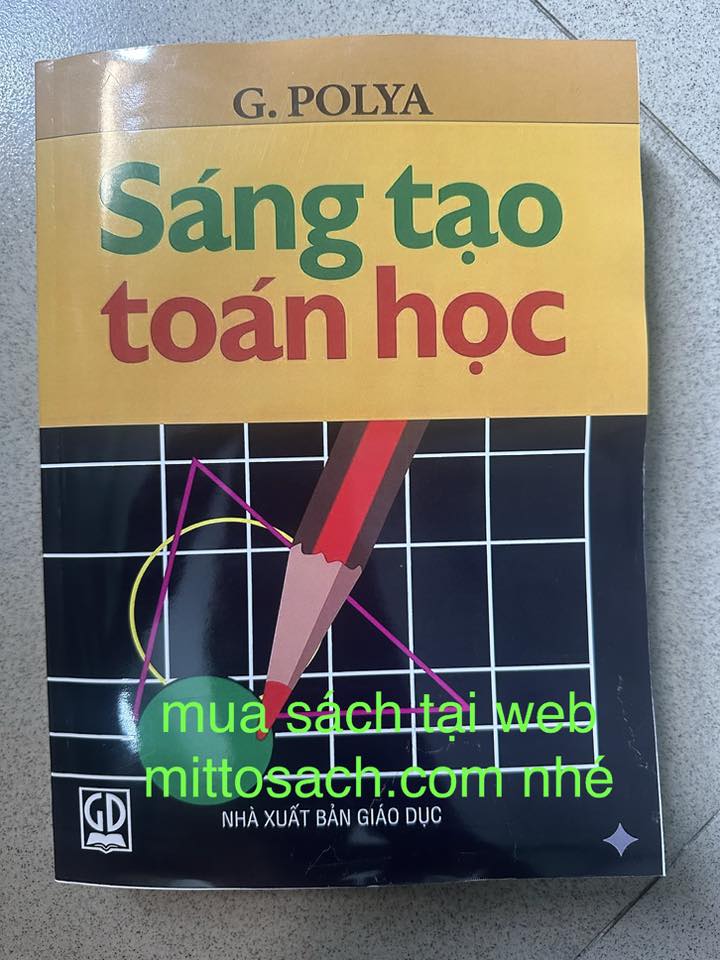 G. POLYA
Sáng tạo
toán học
mua sách tại web
mittosach.com nhé
GD
NHÀ XUẤT BẢN GIÁO DỤC